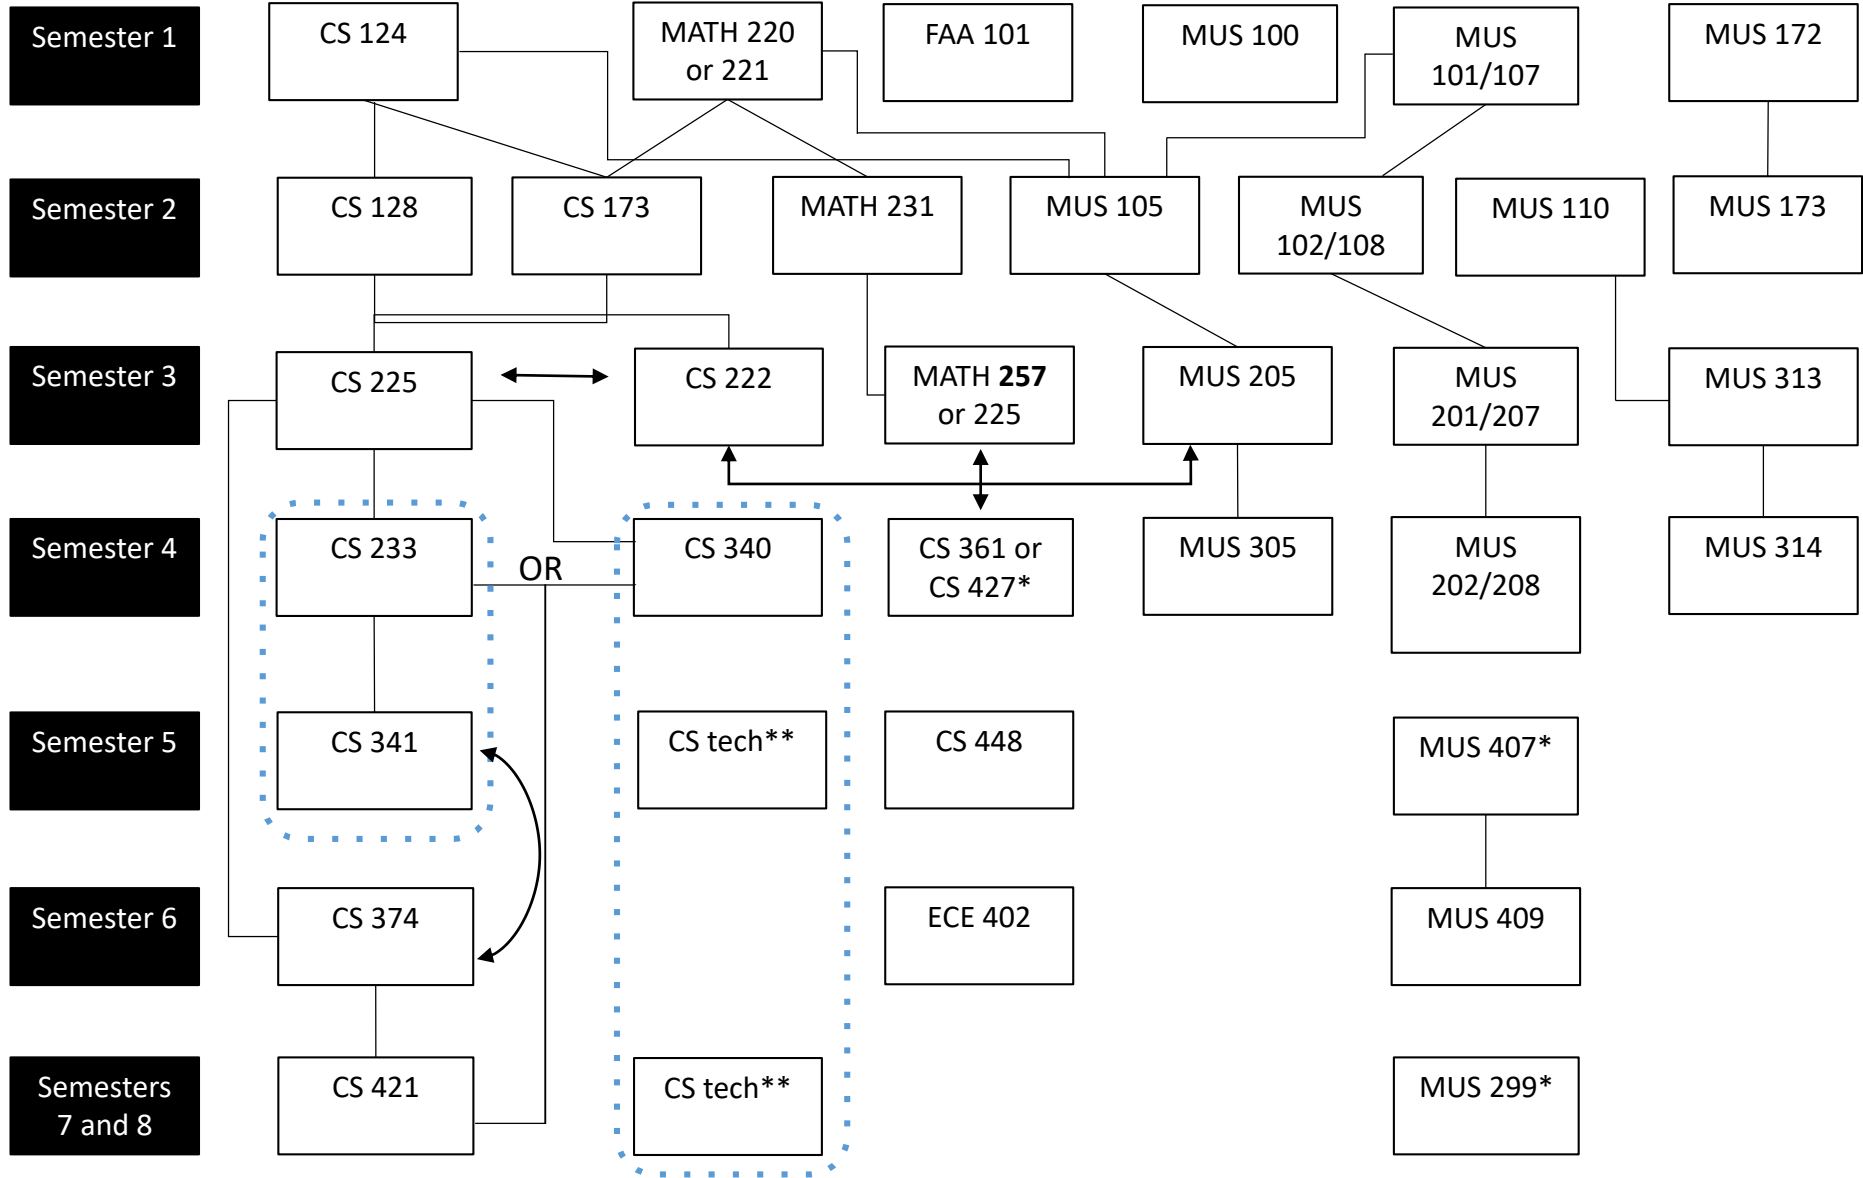 Semester 1
CS 124
MATH 220
or 221
FAA 101
MUS 100
MUS
101/107
MUS 172
Semester 2
CS 128
CS 173
MATH 231
MUS 105
MUS
102/108
MUS 110
MUS 173
Semester 3
CS 225
CS 222
MATH 257
or 225
MUS 205
MUS
201/207
MUS 313
Semester 4
CS 233
OR
CS 340
CS 361 or
CS 427*
MUS 305
MUS
202/208
MUS 314
Semester 5
CS 341
CS tech**
CS 448
MUS 407*
Semester 6
CS 374
ECE 402
MUS 409
Semesters
7 and 8
CS 421
CS tech**
MUS 299*